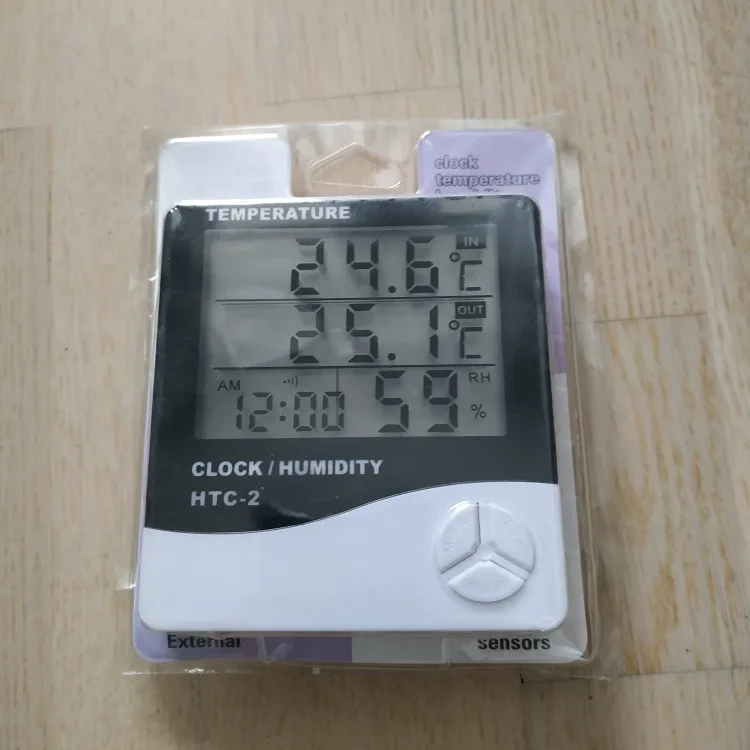 clock
temperature
TEMPERATURE
IN
24.6 °C
OUT
25.1 °C
AM
RH
12:00 59 %
CLOCK / HUMIDITY
HTC-2
External sensors